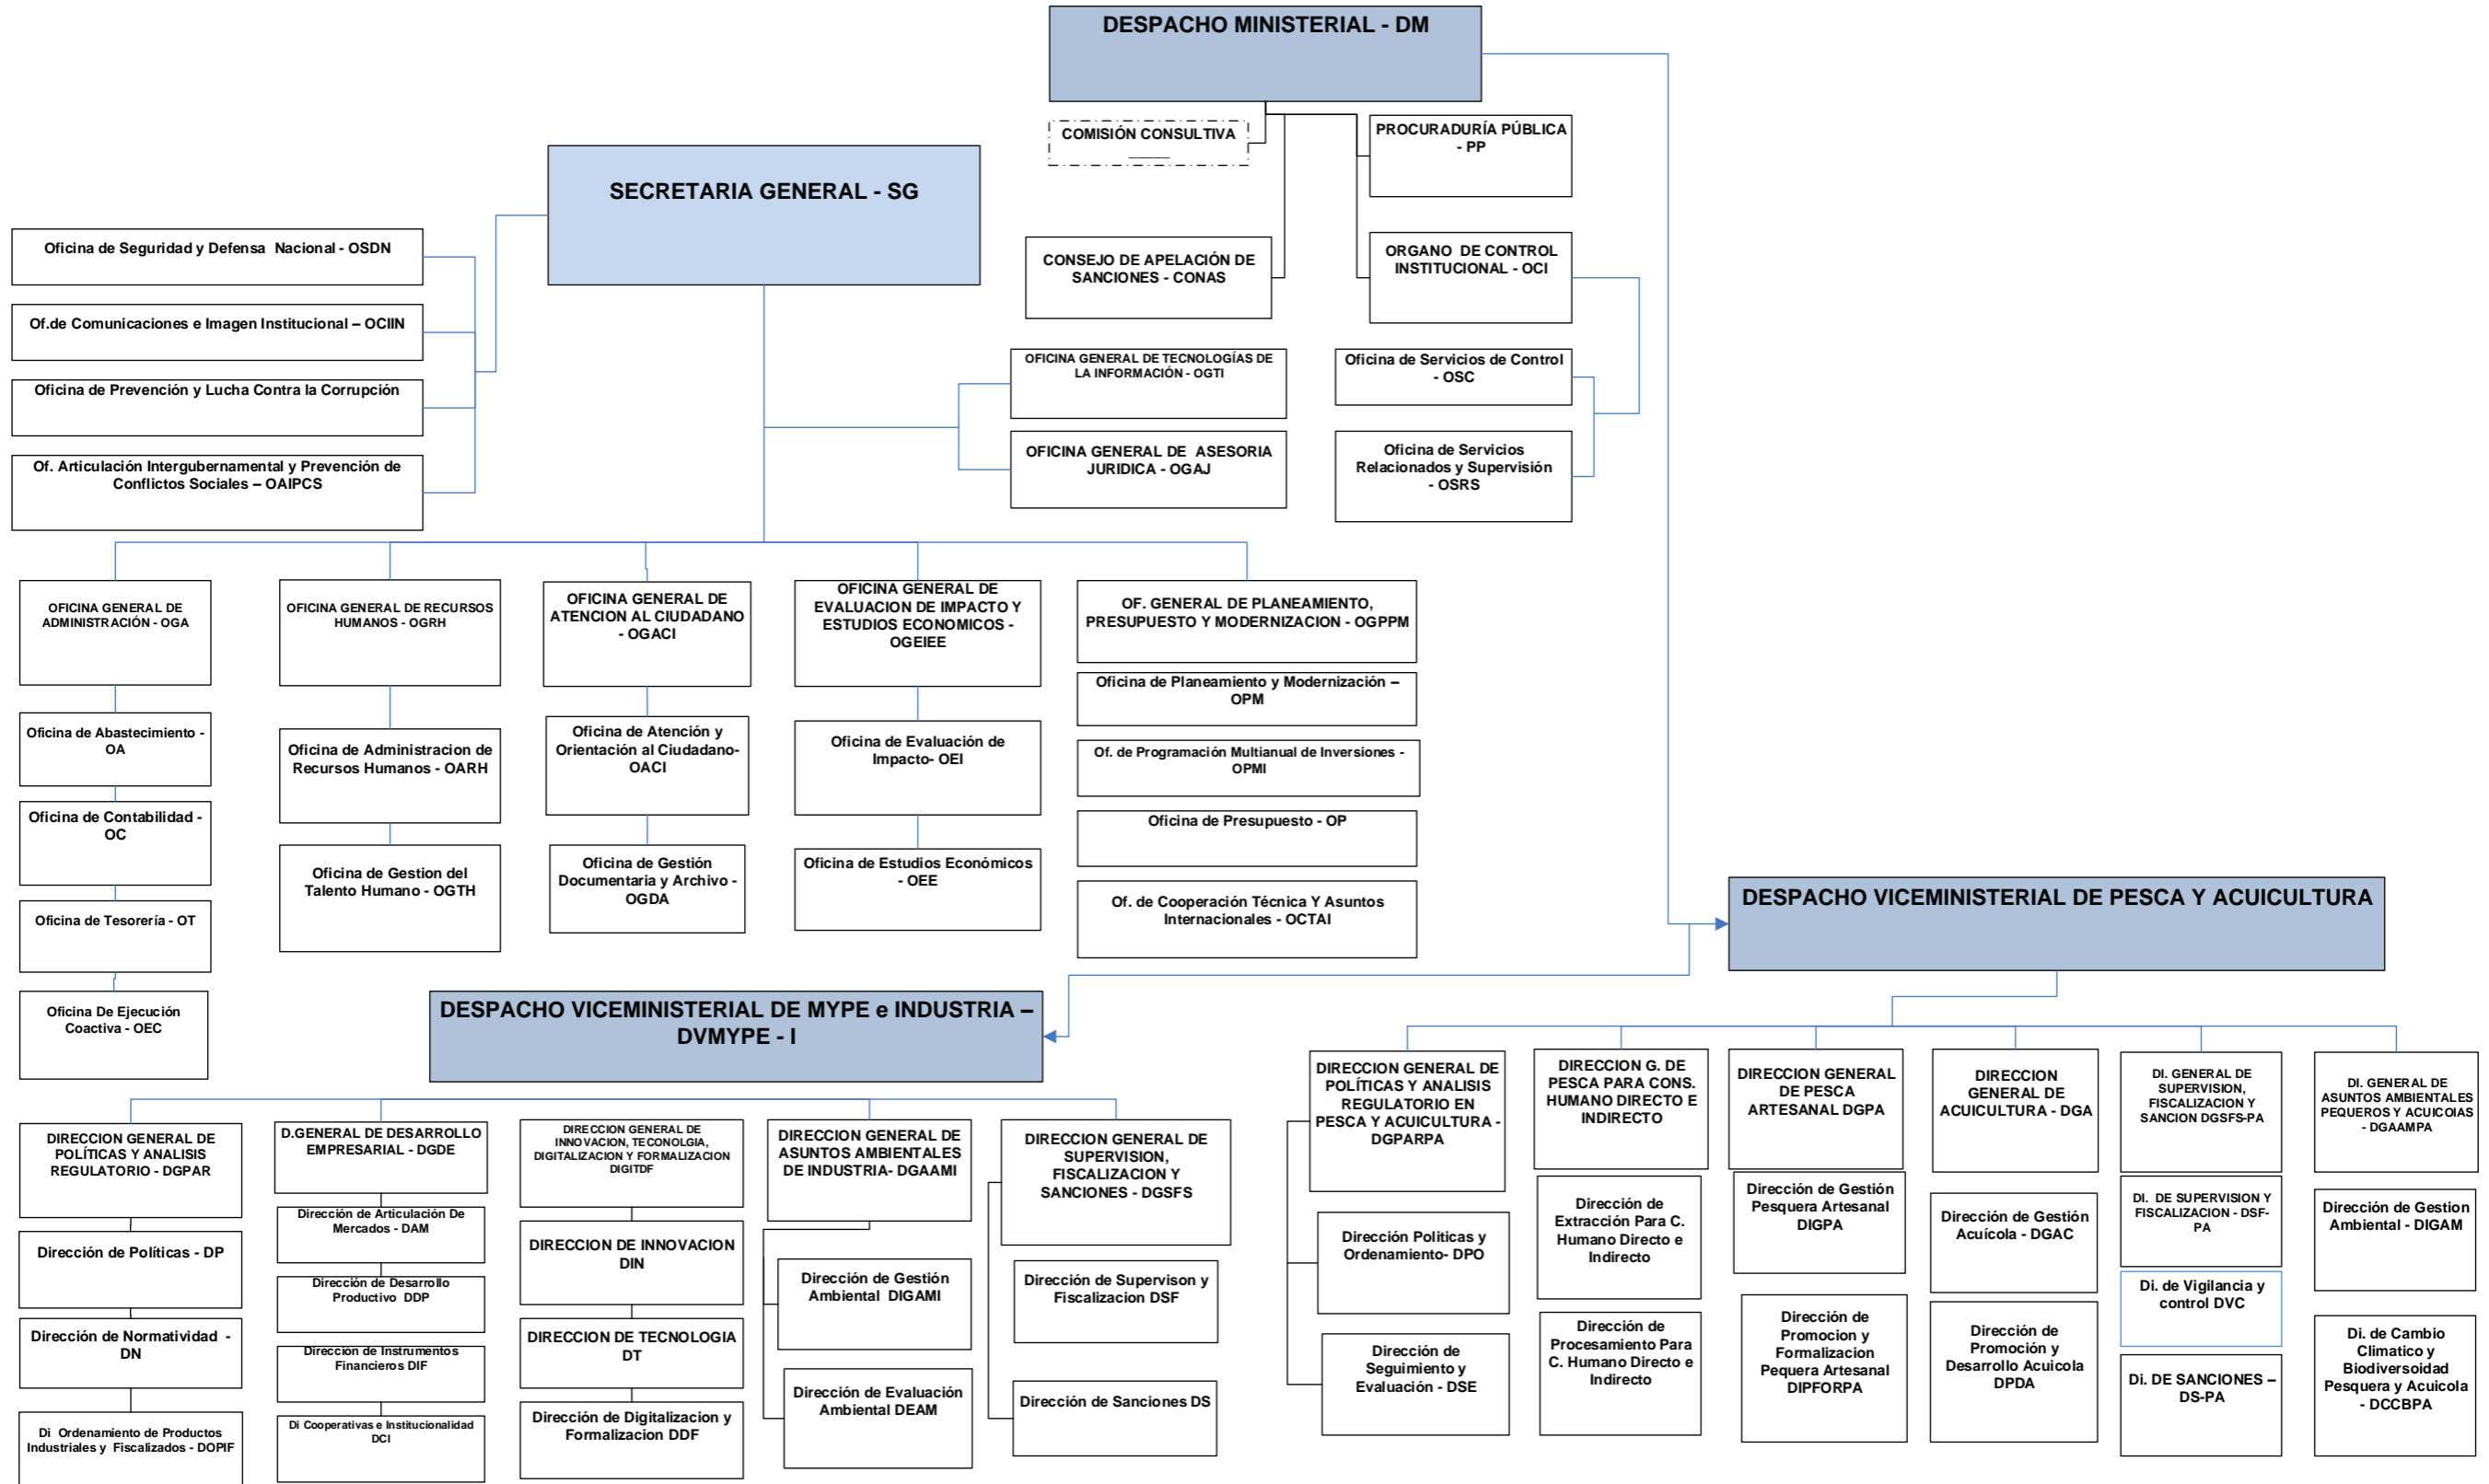 DESPACHO MINISTERIAL - DM
COMISIÓN CONSULTIVA
PROCURADURÍA PÚBLICA
- PP
SECRETARIA GENERAL - SG
CONSEJO DE APELACIÓN DE
SANCIONES - CONAS
ORGANO DE CONTROL
INSTITUCIONAL - OCI
Oficina de Seguridad y Defensa Nacional - OSDN
Of.de Comunicaciones e Imagen Institucional – OCIIN
Oficina de Prevención y Lucha Contra la Corrupción
Of. Articulación Intergubernamental y Prevención de
Conflictos Sociales – OAIPCS
OFICINA GENERAL DE TECNOLOGÍAS DE
LA INFORMACIÓN - OGTI
OFICINA GENERAL DE ASESORIA
JURIDICA - OGAJ
Oficina de Servicios de Control
- OSC
Oficina de Servicios
Relacionados y Supervisión
- OSRS
OFICINA GENERAL DE
ADMINISTRACIÓN - OGA
Oficina de Abastecimiento -
OA
Oficina de Contabilidad -
OC
Oficina de Tesorería - OT
Oficina De Ejecución
Coactiva - OEC
OFICINA GENERAL DE RECURSOS
HUMANOS - OGRH
Oficina de Administracion de
Recursos Humanos - OARH
Oficina de Gestion del
Talento Humano - OGTH
OFICINA GENERAL DE
ATENCION AL CIUDADANO
- OGACI
Oficina de Atención y
Orientación al Ciudadano-
OACI
Oficina de Gestión
Documentaria y Archivo -
OGDA
OFICINA GENERAL DE
EVALUACION DE IMPACTO Y
ESTUDIOS ECONOMICOS -
OGEIEE
Oficina de Evaluación de
Impacto- OEI
Oficina de Estudios Económicos
- OEE
OF. GENERAL DE PLANEAMIENTO,
PRESUPUESTO Y MODERNIZACION - OGPPM
Oficina de Planeamiento y Modernización –
OPM
Of. de Programación Multianual de Inversiones -
OPMI
Oficina de Presupuesto - OP
Of. de Cooperación Técnica Y Asuntos
Internacionales - OCTAI
DESPACHO VICEMINISTERIAL DE PESCA Y ACUICULTURA
DESPACHO VICEMINISTERIAL DE MYPE e INDUSTRIA –
DVMYPE - I
DIRECCION GENERAL DE
POLÍTICAS Y ANALISIS
REGULATORIO - DGPAR
Dirección de Políticas - DP
Dirección de Normatividad -
DN
Di Ordenamiento de Productos
Industriales y Fiscalizados - DOPIF
D.GENERAL DE DESARROLLO
EMPRESARIAL - DGDE
Dirección de Articulación De
Mercados - DAM
Dirección de Desarrollo
Productivo DDP
Dirección de Instrumentos
Financieros DIF
Di Cooperativas e Institucionalidad
DCI
DIRECCION GENERAL DE
INNOVACION, TECONOLGIA,
DIGITALIZACION Y FORMALIZACION
DIGITDF
DIRECCION DE INNOVACION
DIN
DIRECCION DE TECNOLOGIA
DT
Dirección de Digitalizacion y
Formalizacion DDF
DIRECCION GENERAL DE
ASUNTOS AMBIENTALES
DE INDUSTRIA- DGAAMI
Dirección de Gestión
Ambiental DIGAMI
Dirección de Evaluación
Ambiental DEAM
DIRECCION GENERAL DE
SUPERVISION,
FISCALIZACION Y
SANCIONES - DGSFS
Dirección de Supervison y
Fiscalizacion DSF
Dirección de Sanciones DS
DIRECCION GENERAL DE
POLÍTICAS Y ANALISIS
REGULATORIO EN
PESCA Y ACUICULTURA -
DGPARPA
Dirección Politicas y
Ordenamiento- DPO
Dirección de
Seguimiento y
Evaluación - DSE
DIRECCION G. DE
PESCA PARA CONS.
HUMANO DIRECTO E
INDIRECTO
Dirección de
Extracción Para C.
Humano Directo e
Indirecto
Dirección de
Procesamiento Para
C. Humano Directo e
Indirecto
DIRECCION GENERAL
DE PESCA
ARTESANAL DGPA
Dirección de Gestión
Pesquera Artesanal
DIGPA
Dirección de
Promocion y
Formalizacion
Pequera Artesanal
DIPFORPA
DIRECCION
GENERAL DE
ACUICULTURA - DGA
Dirección de Gestión
Acuícola - DGAC
Dirección de
Promoción y
Desarrollo Acuicola
DPDA
DI. GENERAL DE
SUPERVISION,
FISCALIZACION Y
SANCION DGSFS-PA
DI. DE SUPERVISION Y
FISCALIZACION - DSF-
PA
Di. de Vigilancia y
control DVC
Di. DE SANCIONES –
DS-PA
DI. GENERAL DE
ASUNTOS AMBIENTALES
PEQUEROS Y ACUICOIAS
- DGAAMPA
Dirección de Gestion
Ambiental - DIGAM
Di. de Cambio
Climatico y
Biodiversoidad
Pesquera y Acuicola
- DCCBPA